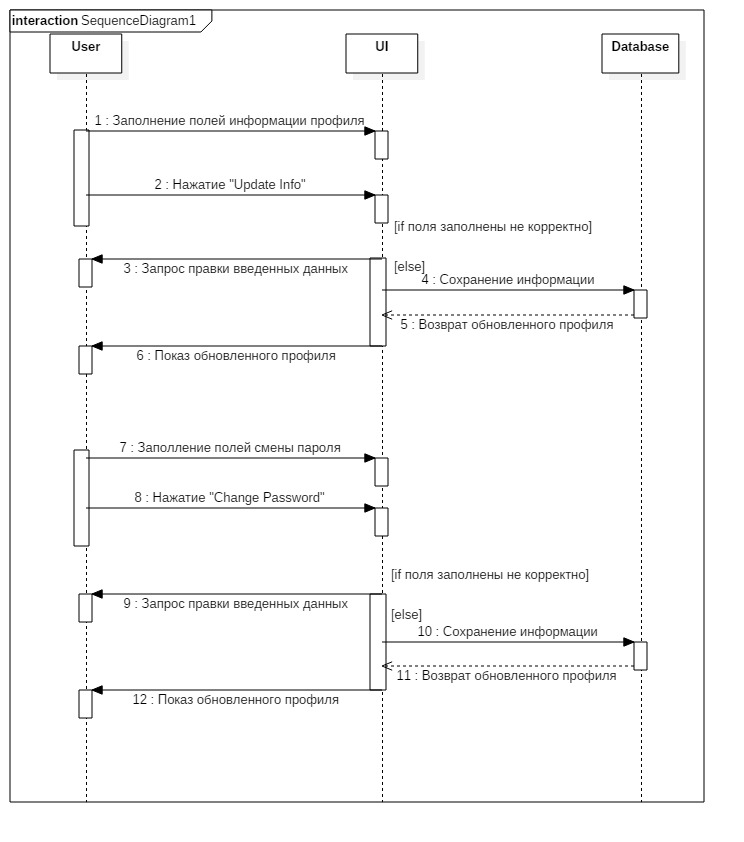 interaction SequenceDiagram1
User
UI
Database
1 : Заполнение полей информации профиля
2 : Нажатие "Update Info"
[if поля заполнены не корректно]
3 : Запрос правки введенных данных
[else]
4 : Сохранение информации
5 : Возврат обновленного профиля
6 : Показ обновленного профиля
7 : Заполление полей смены пароля
8 : Нажатие "Change Password"
[if поля заполнены не корректно]
9 : Запрос правки введенных данных
[else]
10 : Сохранение информации
11 : Возврат обновленного профиля
12 : Показ обновленного профиля